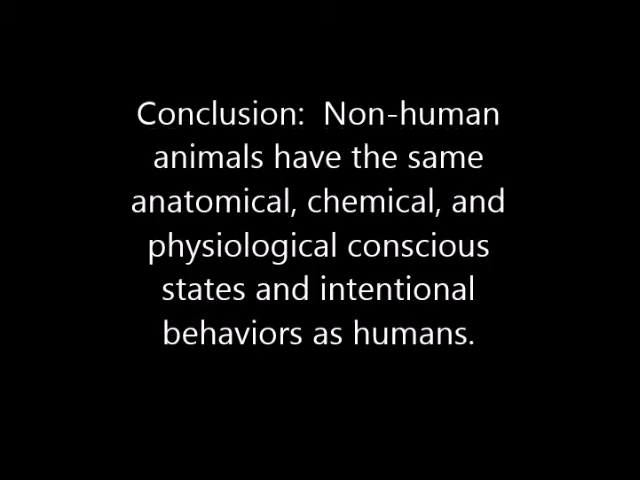 Conclusion:  Non-human
animals have the same
anatomical, chemical, and
physiological conscious
states and intentional
behaviors as humans.